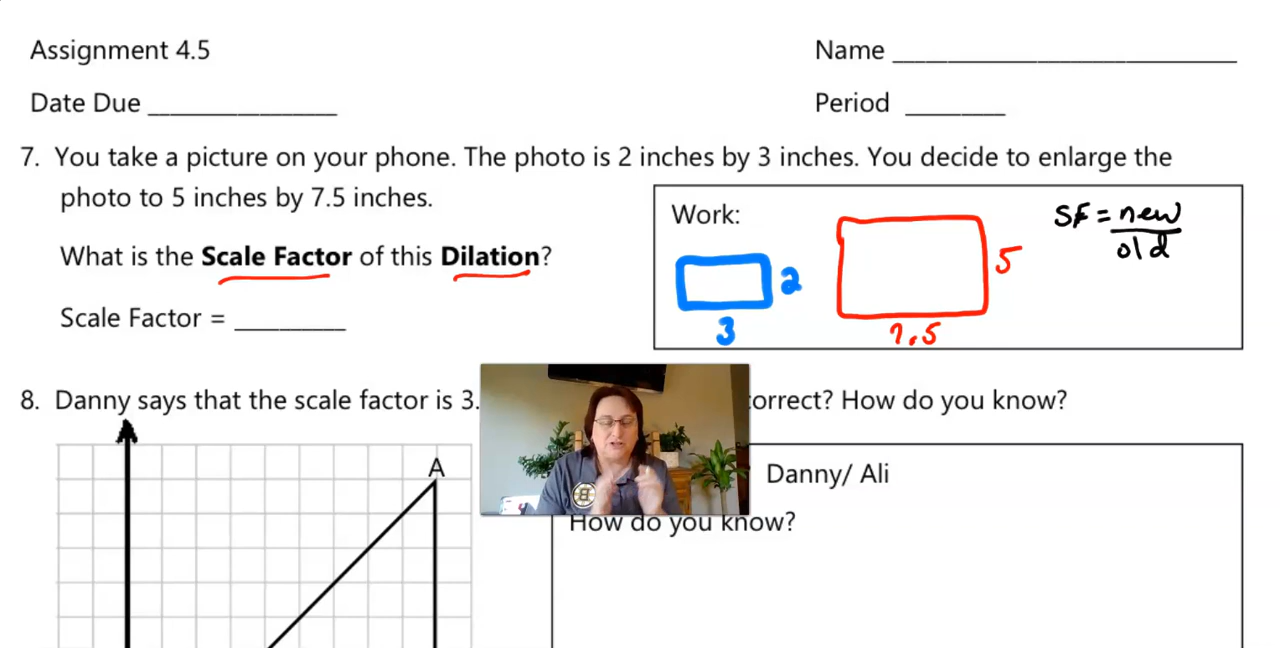 Assignment 4.5
Name
Date Due
Period
7. You take a picture on your phone. The photo is 2 inches by 3 inches. You decide to enlarge the
photo to 5 inches by 7.5 inches.
What is the Scale Factor of this Dilation?
Scale Factor =
Work:
2
3
5
7.5
SF = new
old
8. Danny says that the scale factor is 3. orrect? How do you know?
A
Danny/ Ali
How do you know?
B